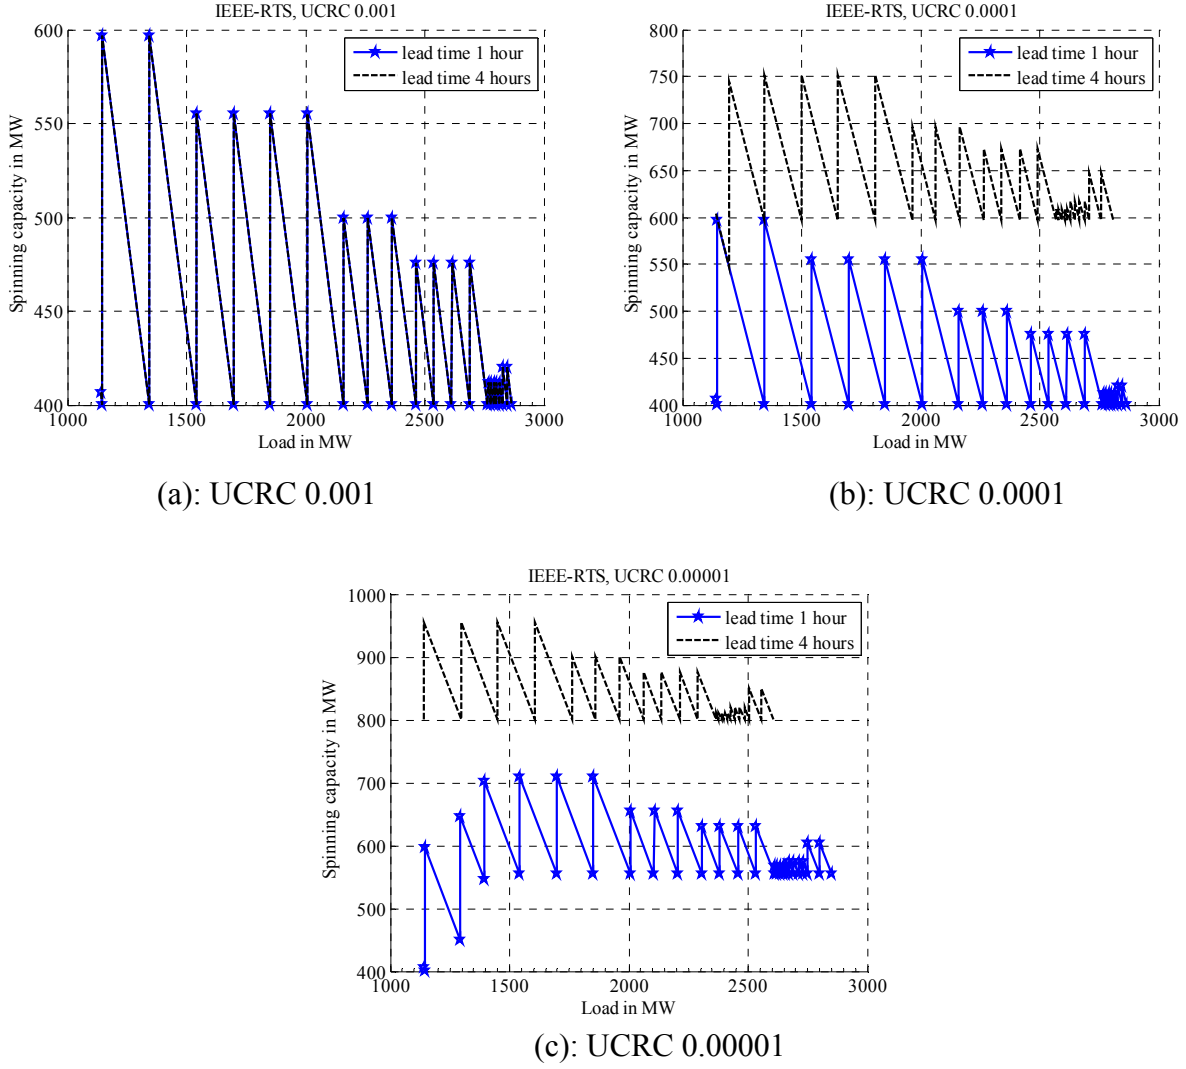 IEEE-RTS, UCRC 0.001
600
550
500
450
400
1000
1500
2000
2500
3000
Spinning capacity in MW
Load in MW
lead time 1 hour
lead time 4 hours
(a): UCRC 0.001
IEEE-RTS, UCRC 0.0001
800
750
700
650
600
550
500
450
400
1000
1500
2000
2500
3000
Spinning capacity in MW
Load in MW
lead time 1 hour
lead time 4 hours
(b): UCRC 0.0001
IEEE-RTS, UCRC 0.00001
1000
900
800
700
600
500
400
1000
1500
2000
2500
3000
Spinning capacity in MW
Load in MW
lead time 1 hour
lead time 4 hours
(c): UCRC 0.00001